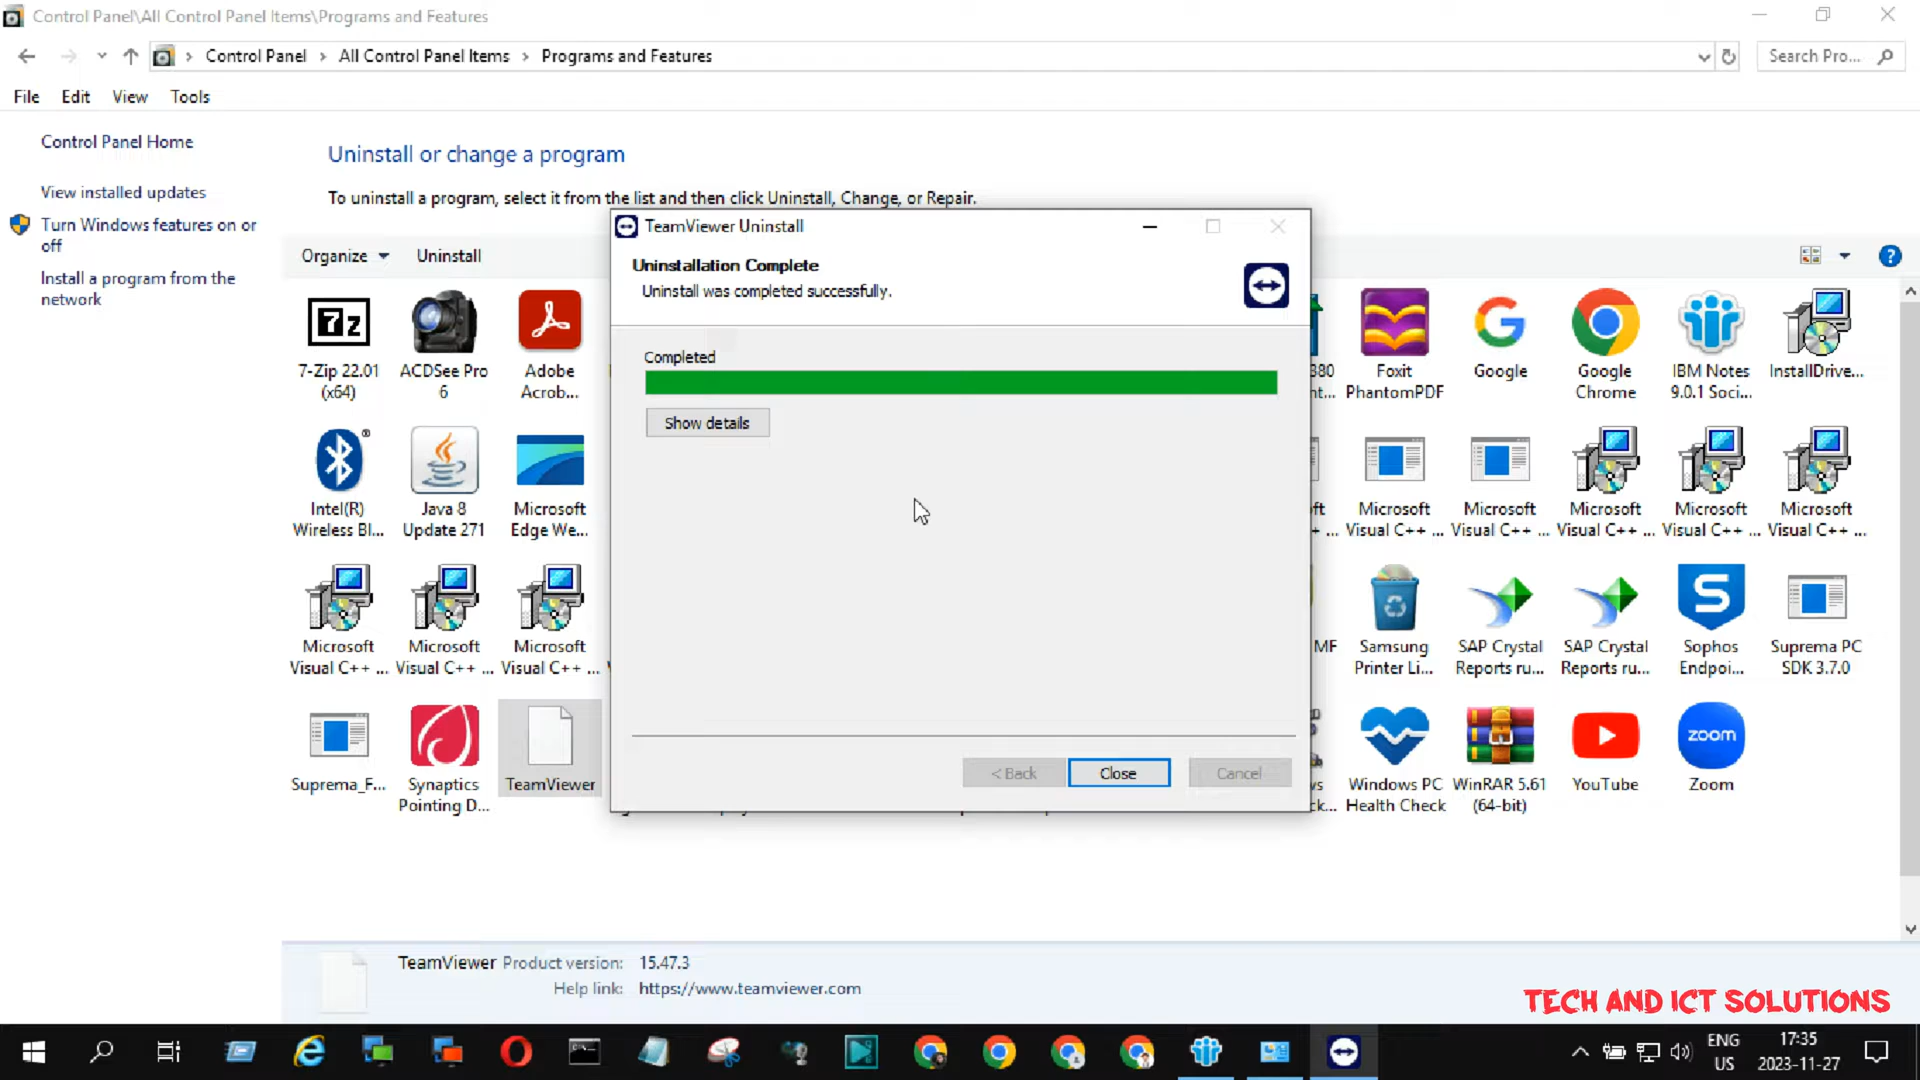 Control Panel\All Control Panel Items\Programs and Features
Control Panel
All Control Panel Items
Programs and Features
Search Pro...
File
Edit
View
Tools
Control Panel Home
View installed updates
Turn Windows features on or
off
Install a program from the
network
Uninstall or change a program
To uninstall a program, select it from the list and then click Uninstall, Change, or Repair.
Organize
Uninstall
TeamViewer Uninstall
Uninstallation Complete
Uninstall was completed successfully.
Completed
Show details
< Back
Close
Cancel
7z
7-Zip 22.01
(x64)
ACDSee Pro
6
Adobe
Acrob...
380
nt...
Foxit
PhantomPDF
Google
Google
Chrome
IBM Notes
9.0.1 Soci...
InstallDrive...
Intel(R)
Wireless Bl...
Java 8
Update 271
Microsoft
Edge We...
ft
+ ...
Microsoft
Visual C++ ...
Microsoft
Visual C++ ...
Microsoft
Visual C++ ...
Microsoft
Visual C++ ...
Microsoft
Visual C++ ...
Microsoft
Visual C++ ...
Microsoft
Visual C++ ...
Microsoft
Visual C++ ...
MF
Samsung
Printer Li...
SAP Crystal
Reports ru...
SAP Crystal
Reports ru...
Sophos
Endpoi...
Suprema PC
SDK 3.7.0
Suprema_F...
Synaptics
Pointing D...
TeamViewer
vs
ck...
Windows PC
Health Check
WinRAR 5.61
(64-bit)
YouTube
zoom
Zoom
TeamViewer Product version: 15.47.3
Help link: https://www.teamviewer.com
TECH AND ICT SOLUTIONS
ENG
US
17:35
2023-11-27